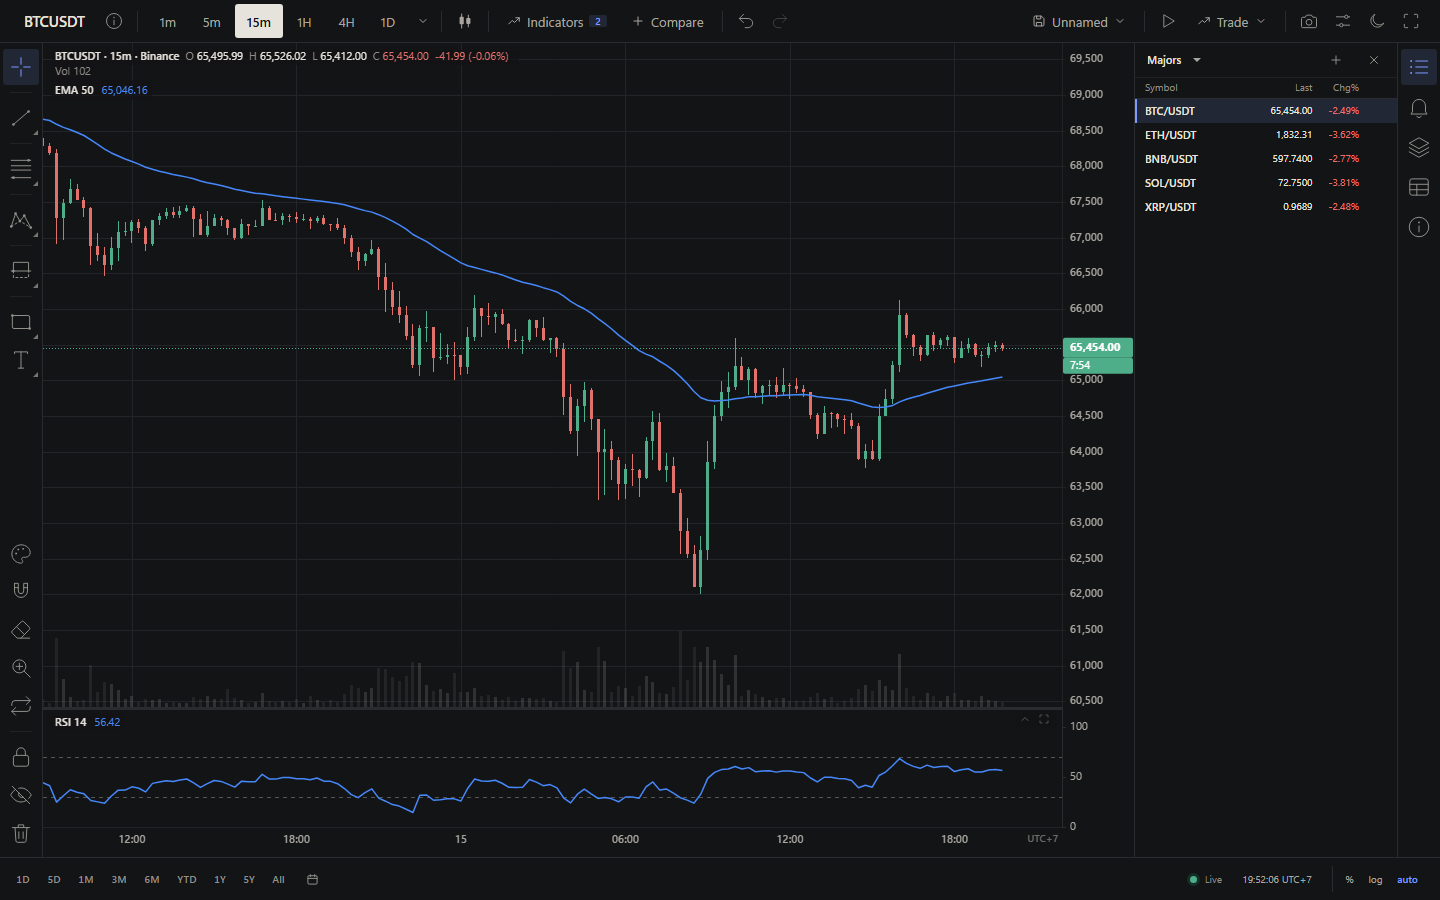 BTCUSDT 1m 5m 15m 1H 4H 1D Indicators 2 Compare Unnamed Trade
BTCUSDT · 15m · Binance O 65,495.99 H 65,526.02 L 65,412.00 C 65,454.00 -41.99 (-0.06%)
Vol 102
EMA 50 65,046.16
69,500
69,000
68,500
68,000
67,500
67,000
66,500
66,000
65,454.00
7:54
65,000
64,500
64,000
63,500
63,000
62,500
62,000
61,500
61,000
60,500
Majors
Symbol Last Chg%
BTC/USDT 65,454.00 -2.49%
ETH/USDT 1,832.31 -3.62%
BNB/USDT 597.7400 -2.77%
SOL/USDT 72.7500 -3.81%
XRP/USDT 0.9689 -2.48%
T
RSI 14 56.42
100
50
0
12:00 18:00 15 06:00 12:00 18:00 UTC+7
1D 5D 1M 3M 6M YTD 1Y 5Y All Live 19:52:06 UTC+7 % log auto